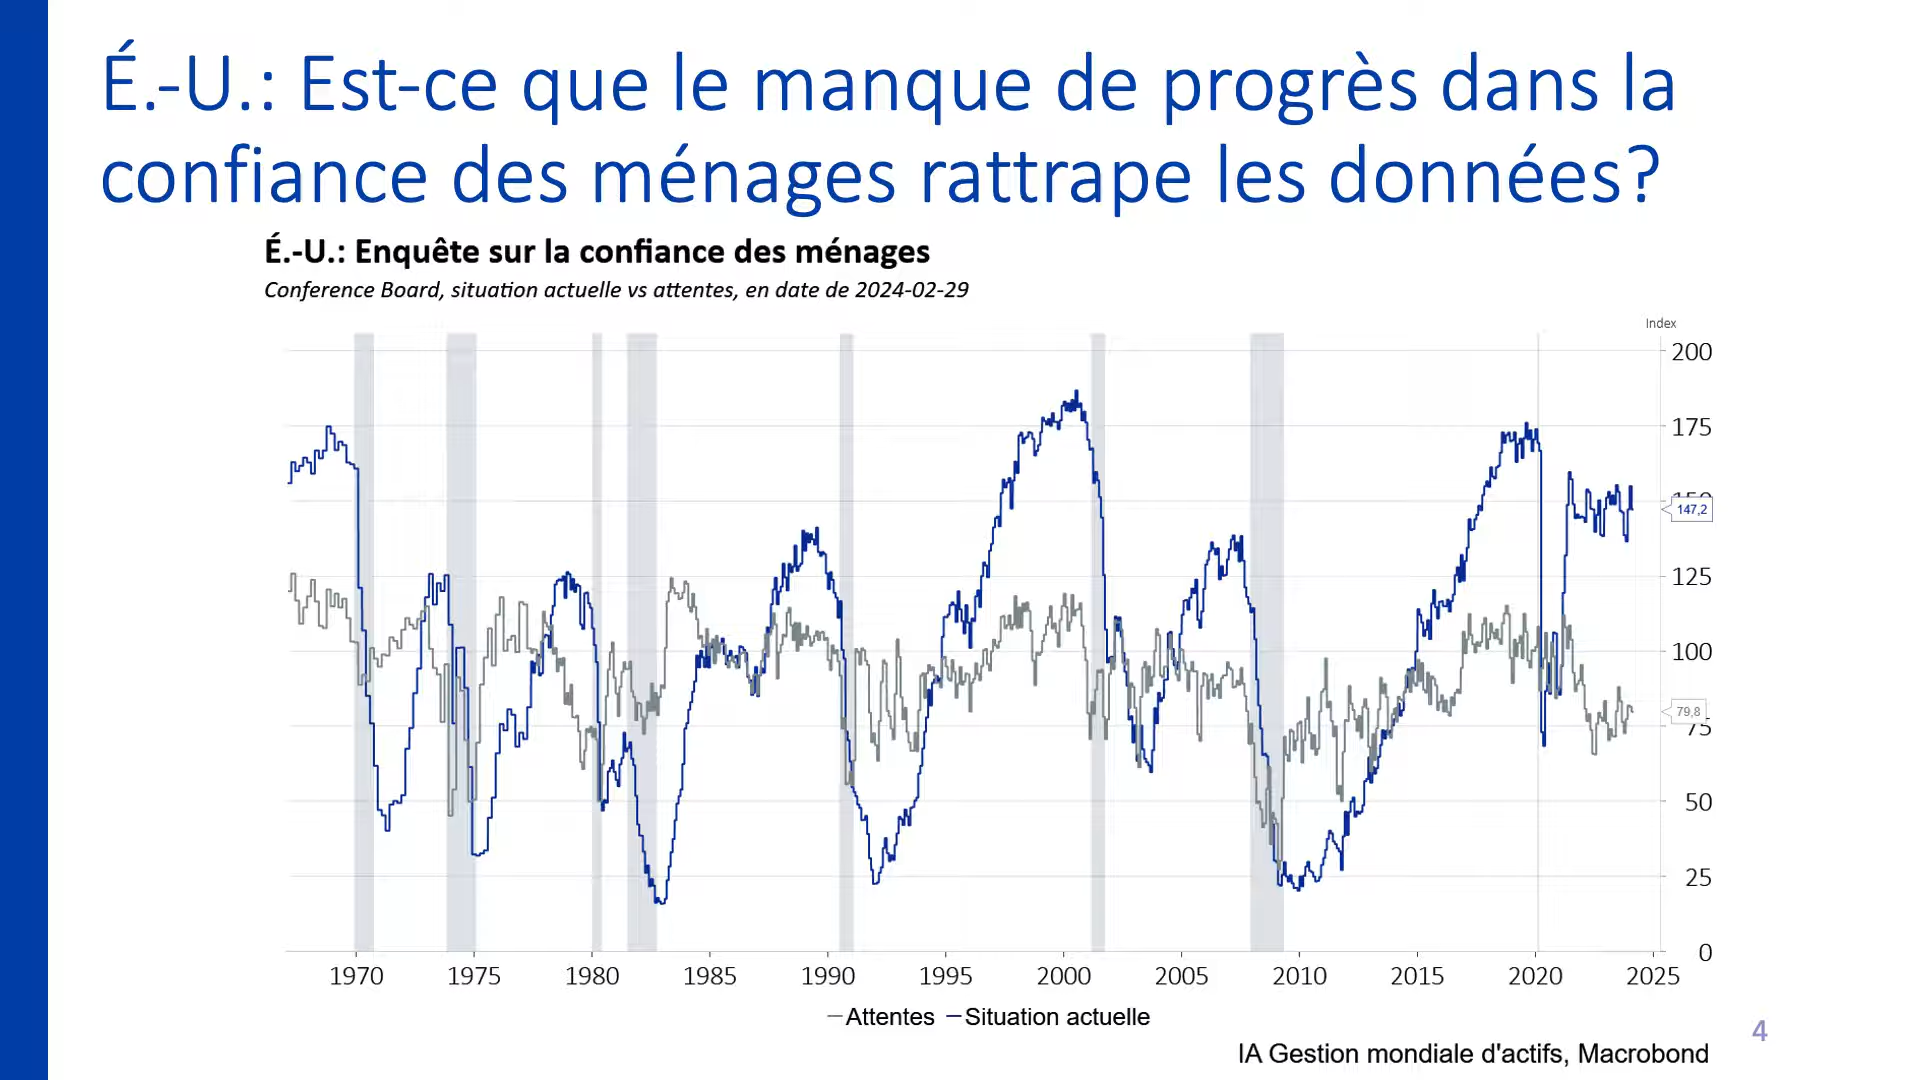 É.-U.: Est-ce que le manque de progrès dans la
confiance des ménages rattrape les données?
É.-U.: Enquête sur la confiance des ménages
Conference Board, situation actuelle vs attentes, en date de 2024-02-29
Index
200
175
150
147,2
125
100
79,8
75
50
25
0
1970 1975 1980 1985 1990 1995 2000 2005 2010 2015 2020 2025
Attentes Situation actuelle
4
IA Gestion mondiale d'actifs, Macrobond